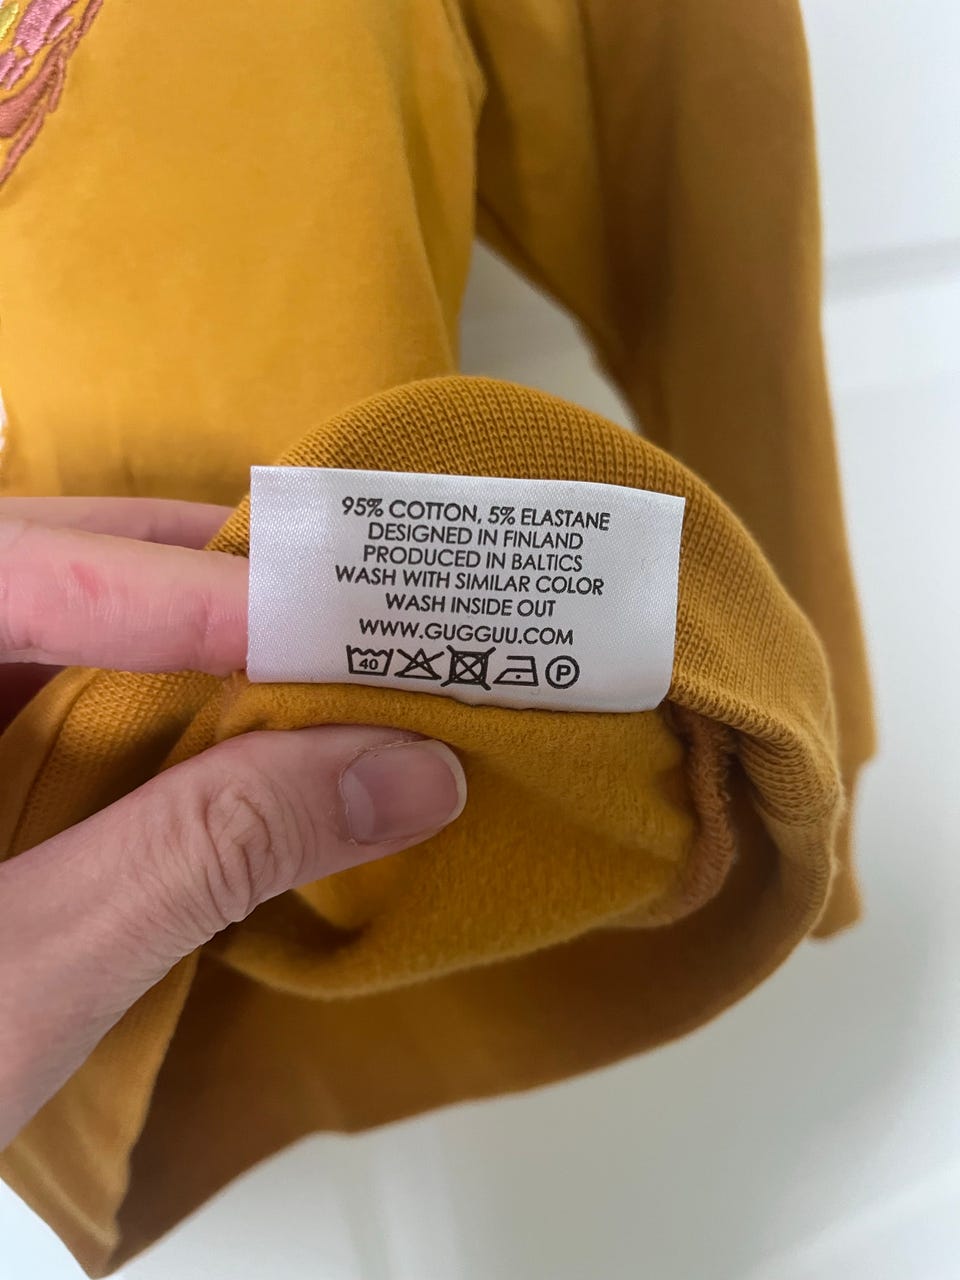 95% COTTON, 5% ELASTANE
DESIGNED IN FINLAND
PRODUCED IN BALTICS
WASH WITH SIMILAR COLOR
WASH INSIDE OUT
WWW.GUGGUU.COM
40 P